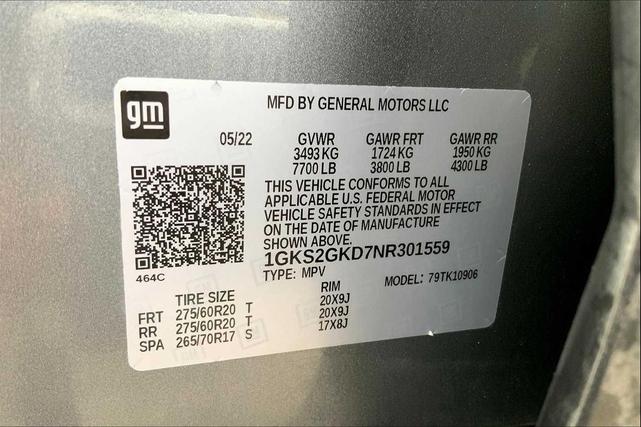 gm
MFD BY GENERAL MOTORS LLC
05/22 GVWR GAWR FRT GAWR RR
3493 KG 1724 KG 1950 KG
7700 LB 3800 LB 4300 LB
THIS VEHICLE CONFORMS TO ALL
APPLICABLE U.S. FEDERAL MOTOR
VEHICLE SAFETY STANDARDS IN EFFECT
ON THE DATE OF MANUFACTURE
SHOWN ABOVE.
464C
1GKS2GKD7NR301559
TYPE: MPV MODEL: 79TK10906
TIRE SIZE RIM
FRT 275/60R20 T 20X9J
RR 275/60R20 T 20X9J
SPA 265/70R17 S 17X8J